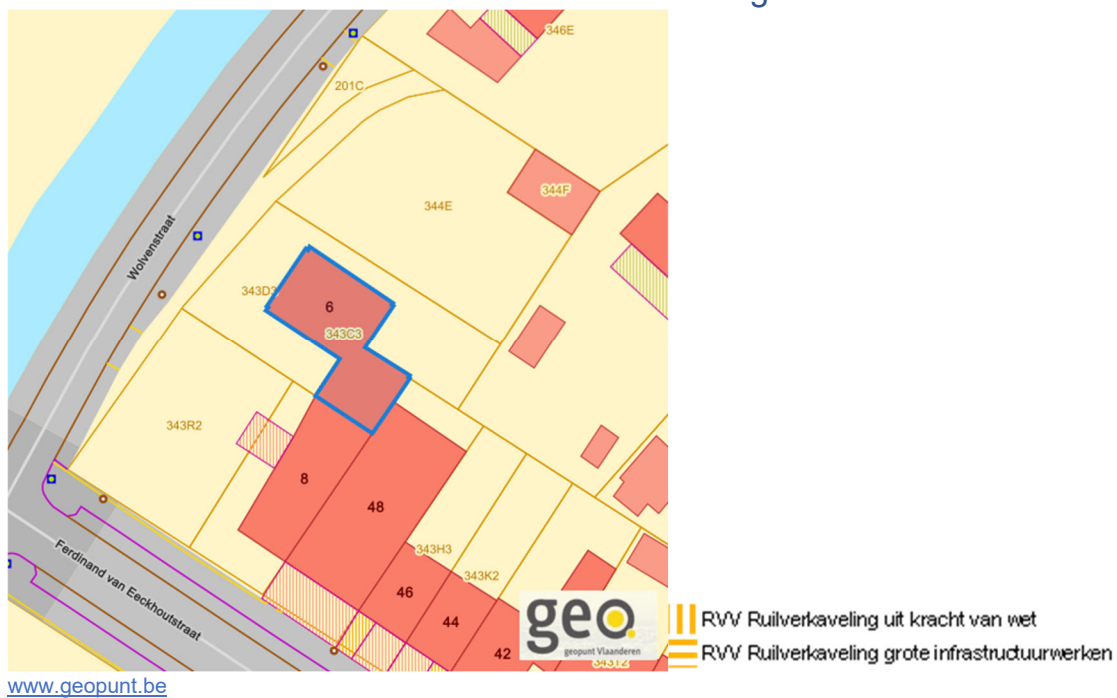 346E
201C
344F
344E
Wolvenstraat
343D3
6
343C3
343R2
8
48
343H3
343K2
46
44
42
Ferdinand van Eeckhoutstraat
geo
geopunt Vlaanderen
RVV Ruilverkaveling uit kracht van wet
RVV Ruilverkaveling grote infrastructuurwerken
www.geopunt.be